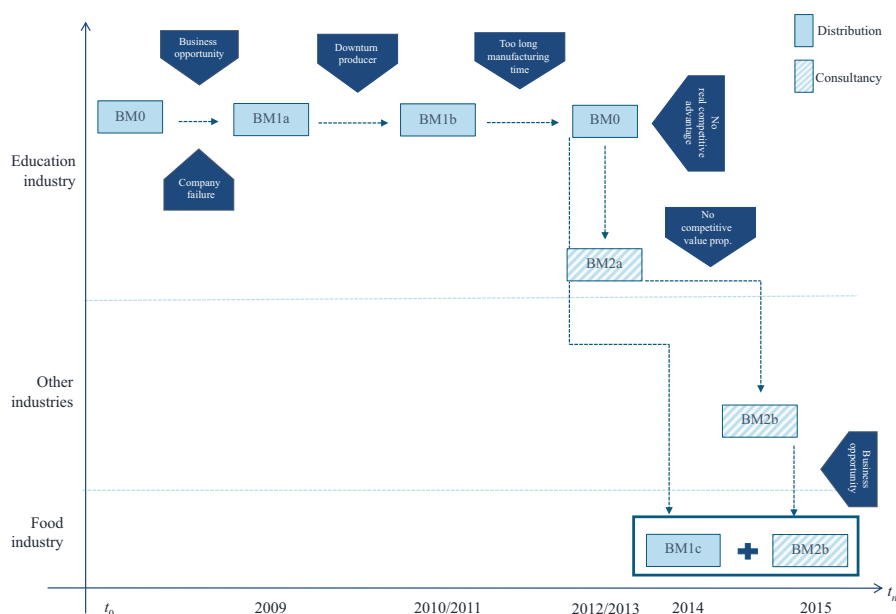 Business
opportunity
Downturn
producer
Too long
manufacturing
time
Distribution
Consultancy
BM0
BM1a
BM1b
BM0
No
real competitive
advantage
Education
industry
Company
failure
No
competitive
value prop.
BM2a
Other
industries
BM2b
Business
opportunity
Food
industry
BM1c
BM2b
t0
2009
2010/2011
2012/2013
2014
2015
tn